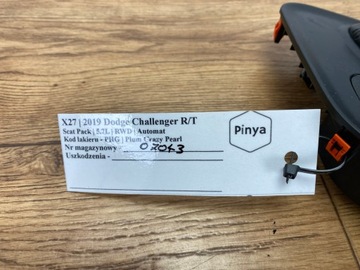 X27 | 2019 Dodge Challenger R/T
Scat Pack | 5.7L | RWD | Automat
Kod lakieru - PHG | Plum Crazy Pearl
Nr magazynowy - 02013
Uszkodzenia -
Pinya